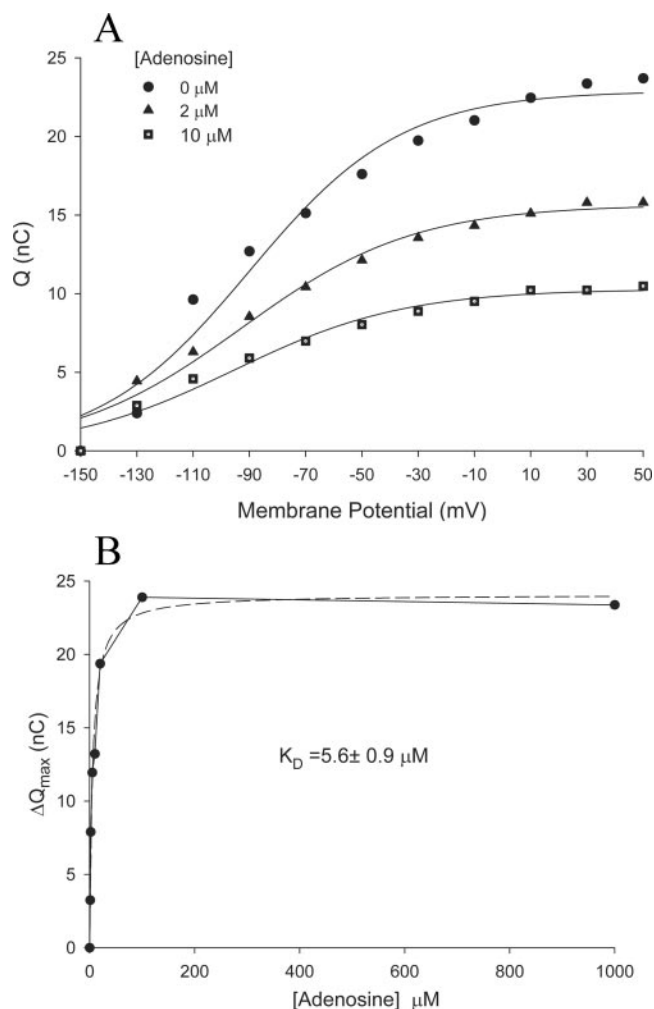 A
[Adenosine]
0 μM
2 μM
10 μM
25
20
15
10
5
0
Q (nC)
-150 -130 -110 -90 -70 -50 -30 -10 10 30 50
Membrane Potential (mV)
B
25
20
15
10
5
0
ΔQmax (nC)
KD =5.6± 0.9 μM
0 200 400 600 800 1000
[Adenosine] μM